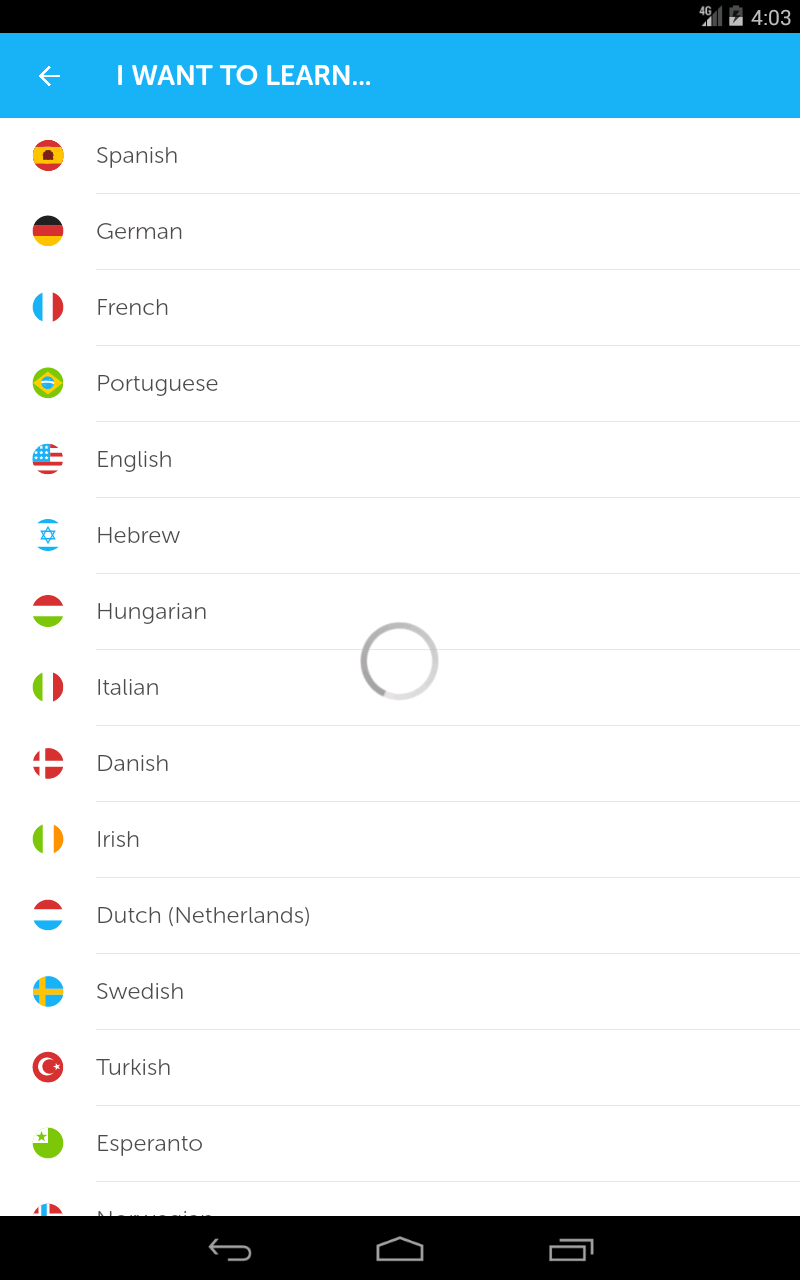 4G 4:03
I WANT TO LEARN...
Spanish
German
French
Portuguese
English
Hebrew
Hungarian
Italian
Danish
Irish
Dutch (Netherlands)
Swedish
Turkish
Esperanto
Norwegian